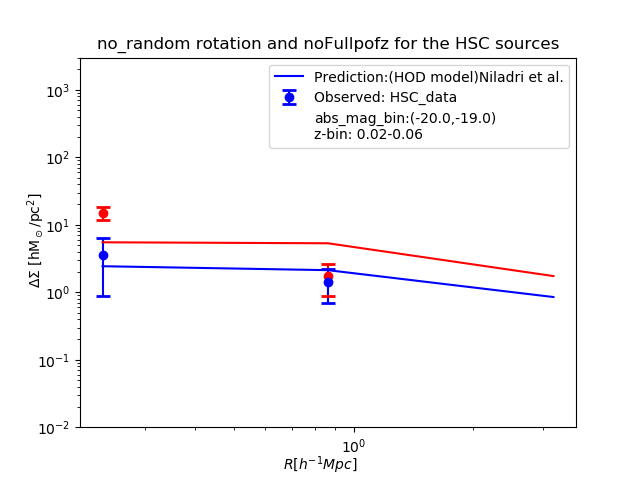 no_random rotation and noFullpofz for the HSC sources
Prediction:(HOD model)Niladri et al.
Observed: HSC_data
abs_mag_bin:(-20.0,-19.0)
z-bin: 0.02-0.06
ΔΣ [hM⊙/pc²]
10³
10²
10¹
10⁰
10⁻¹
10⁻²
10⁰
R[h⁻¹Mpc]